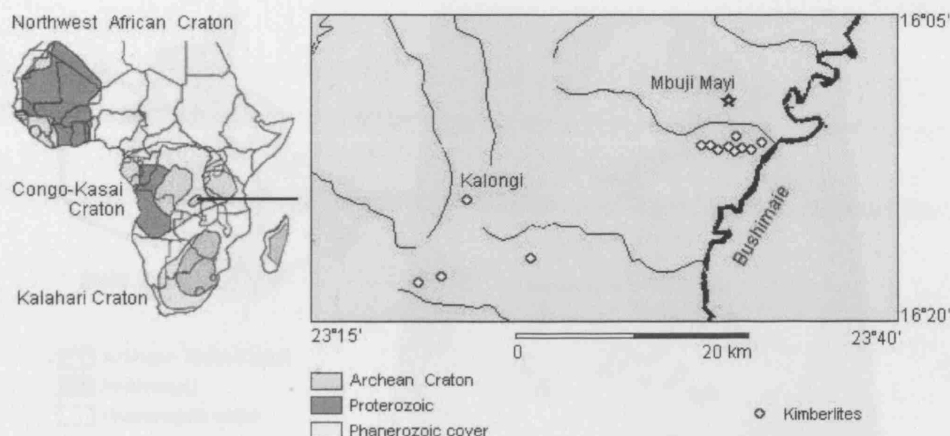 Northwest African Craton
Congo-Kasai
Craton
Kalahari Craton
16°05'
Mbuji Mayi
Kalongi
Bushimaie
16°20'
23°15'
23°40'
0
20 km
Archean Craton
Proterozoic
Phanerozoic cover
Kimberlites